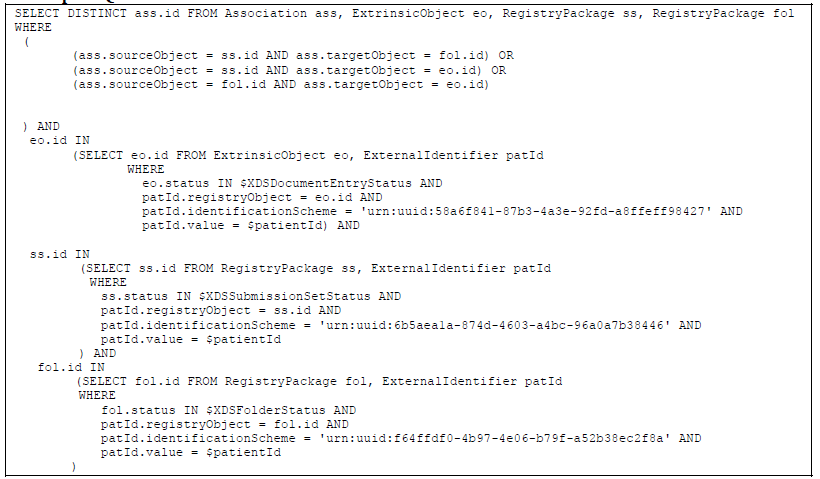 SELECT DISTINCT ass.id FROM Association ass, ExtrinsicObject eo, RegistryPackage ss, RegistryPackage fol
WHERE
(
(ass.sourceObject = ss.id AND ass.targetObject = fol.id) OR
(ass.sourceObject = ss.id AND ass.targetObject = eo.id) OR
(ass.sourceObject = fol.id AND ass.targetObject = eo.id)
) AND
eo.id IN
(SELECT eo.id FROM ExtrinsicObject eo, ExternalIdentifier patId
WHERE
eo.status IN $XDSDocumentEntryStatus AND
patId.registryObject = eo.id AND
patId.identificationScheme = 'urn:uuid:58a6f841-87b3-4a3e-92fd-a8ffeff98427' AND
patId.value = $patientId) AND
ss.id IN
(SELECT ss.id FROM RegistryPackage ss, ExternalIdentifier patId
WHERE
ss.status IN $XDSSubmissionSetStatus AND
patId.registryObject = ss.id AND
patId.identificationScheme = 'urn:uuid:6b5aea1a-874d-4603-a4bc-96a0a7b38446' AND
patId.value = $patientId
) AND
fol.id IN
(SELECT fol.id FROM RegistryPackage fol, ExternalIdentifier patId
WHERE
fol.status IN $XDSFolderStatus AND
patId.registryObject = fol.id AND
patId.identificationScheme = 'urn:uuid:f64ffdf0-4b97-4e06-b79f-a52b38ec2f8a' AND
patId.value = $patientId
)